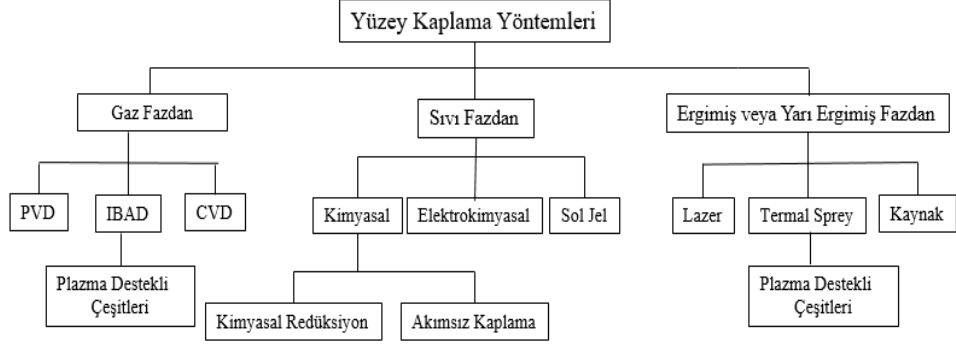 Yüzey Kaplama Yöntemleri
Gaz Fazdan
Sıvı Fazdan
Ergimiş veya Yarı Ergimiş Fazdan
PVD
IBAD
CVD
Kimyasal
Elektrokimyasal
Sol Jel
Lazer
Termal Sprey
Kaynak
Plazma Destekli
Çeşitleri
Kimyasal Redüksiyon
Akımsız Kaplama
Plazma Destekli
Çeşitleri